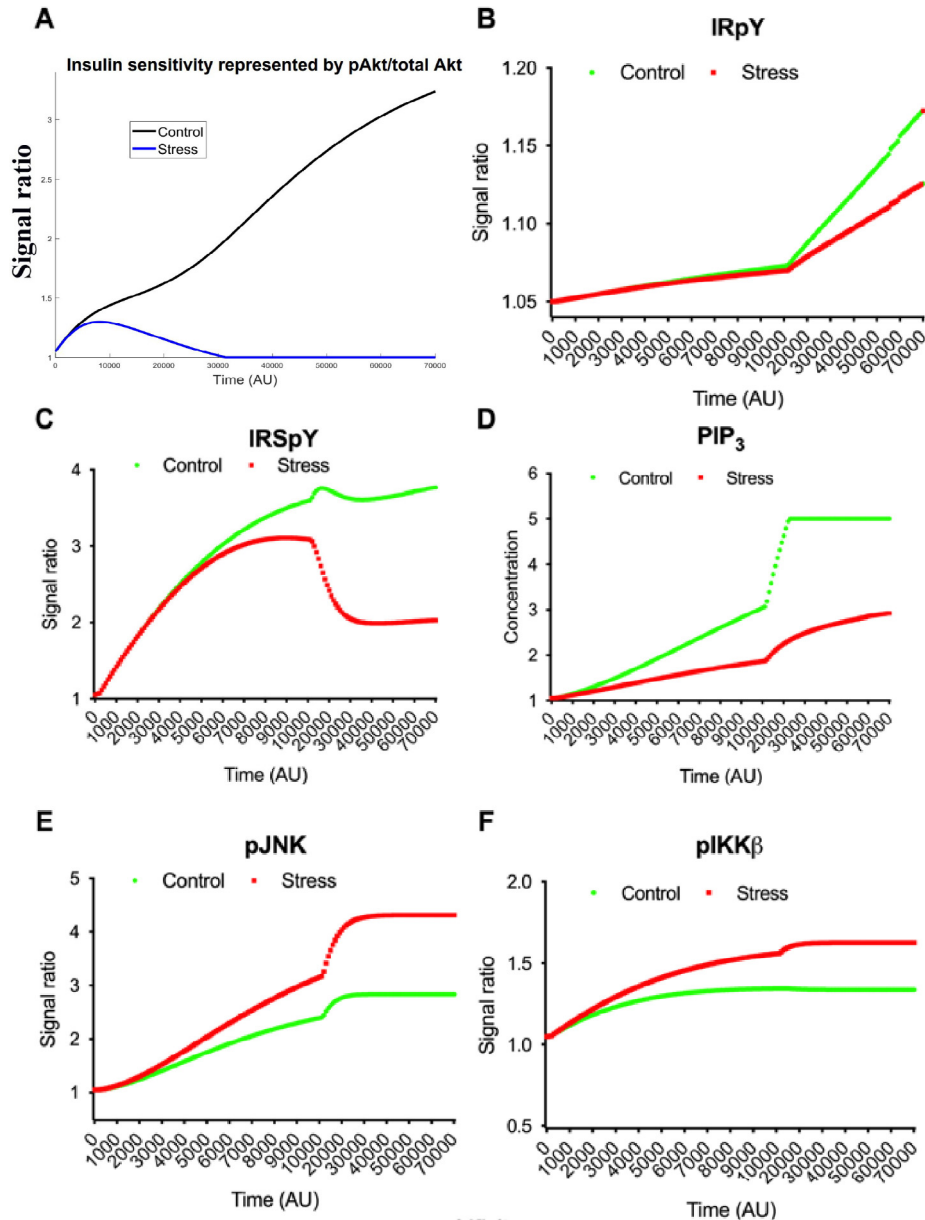 A
Insulin sensitivity represented by pAkt/total Akt
Signal ratio
3
2.5
2
1.5
1
Control
Stress
0 10000 20000 30000 40000 50000 60000 70000
Time (AU)
B
IRpY
Control Stress
Signal ratio
1.20
1.15
1.10
1.05
0 1000 2000 3000 4000 5000 6000 7000 8000 9000 10000 20000 30000 40000 50000 60000 70000
Time (AU)
C
IRSpY
Control Stress
Signal ratio
4
3
2
1
0 1000 2000 3000 4000 5000 6000 7000 8000 9000 10000 20000 30000 40000 50000 60000 70000
Time (AU)
D
PIP3
Control Stress
Concentration
6
5
4
3
2
1
0 1000 2000 3000 4000 5000 6000 7000 8000 9000 10000 20000 30000 40000 50000 60000 70000
Time (AU)
E
pJNK
Control Stress
Signal ratio
5
4
3
2
1
0 1000 2000 3000 4000 5000 6000 7000 8000 9000 10000 20000 30000 40000 50000 60000 70000
Time (AU)
F
pIKKβ
Control Stress
Signal ratio
2.0
1.5
1.0
0.5
0 1000 2000 3000 4000 5000 6000 7000 8000 9000 10000 20000 30000 40000 50000 60000 70000
Time (AU)